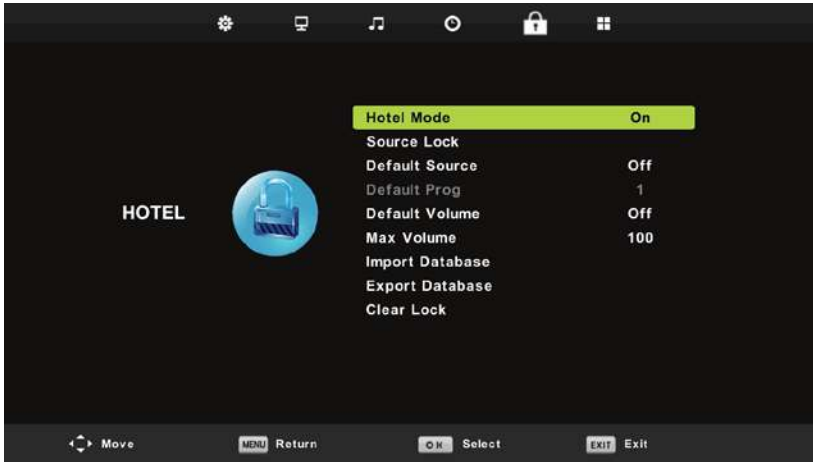 Hotel Mode On
Source Lock
Default Source Off
Default Prog 1
HOTEL
Default Volume Off
Max Volume 100
Import Database
Export Database
Clear Lock
Move MENU Return OK Select EXIT Exit